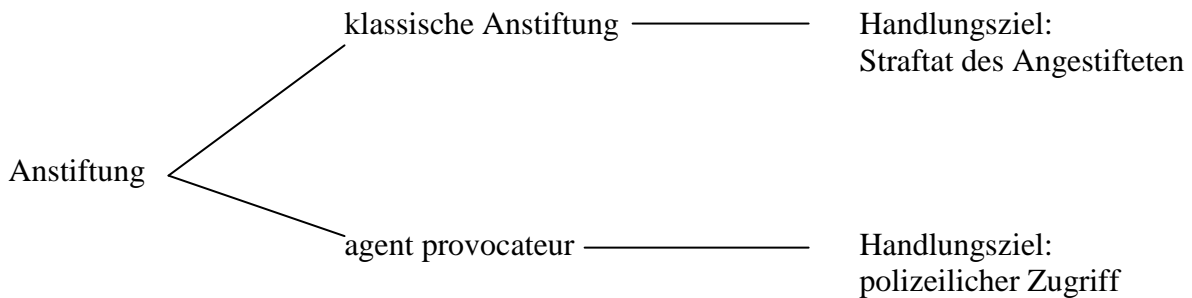 klassische Anstiftung
Handlungsziel:
Straftat des Angestifteten
Anstiftung
agent provocateur
Handlungsziel:
polizeilicher Zugriff